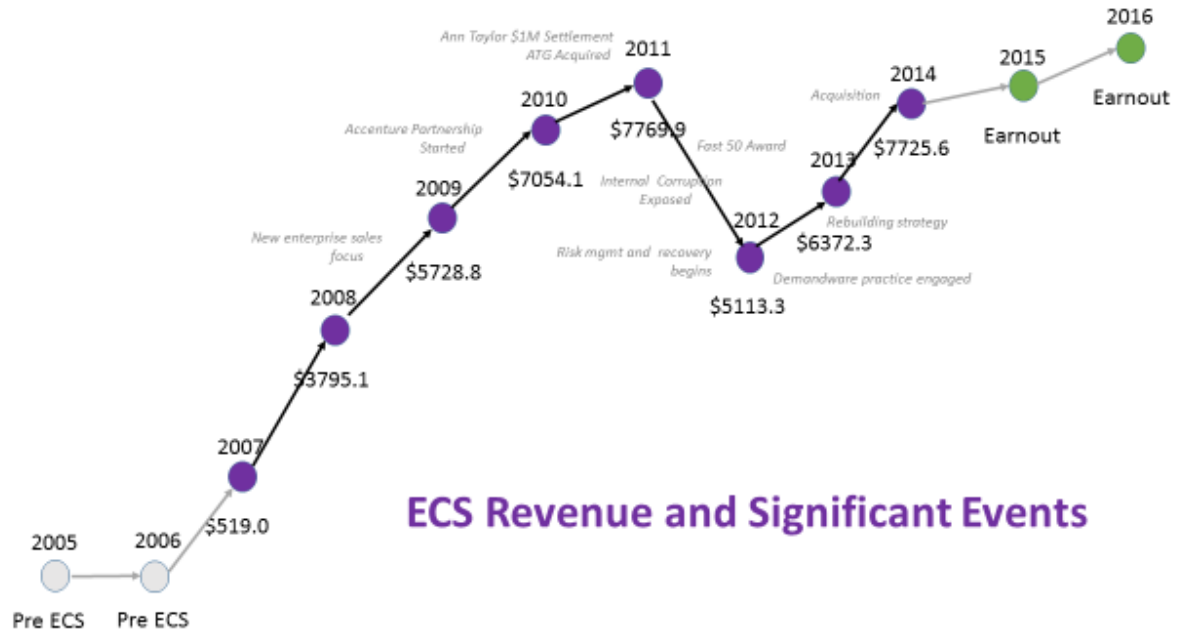 2016
Ann Taylor $1M Settlement
ATG Acquired
2011
2015
2014
2010
Acquisition
Earnout
Accenture Partnership
Started
$7769.9
Earnout
Fast 50 Award
2013
$7725.6
2009
$7054.1
Internal Corruption
Exposed
2012
Rebuilding strategy
New enterprise sales
focus
$6372.3
$5728.8
Risk mgmt and recovery
begins
Demandware practice engaged
2008
$5113.3
$3795.1
2007
ECS Revenue and Significant Events
$519.0
2005
2006
Pre ECS
Pre ECS